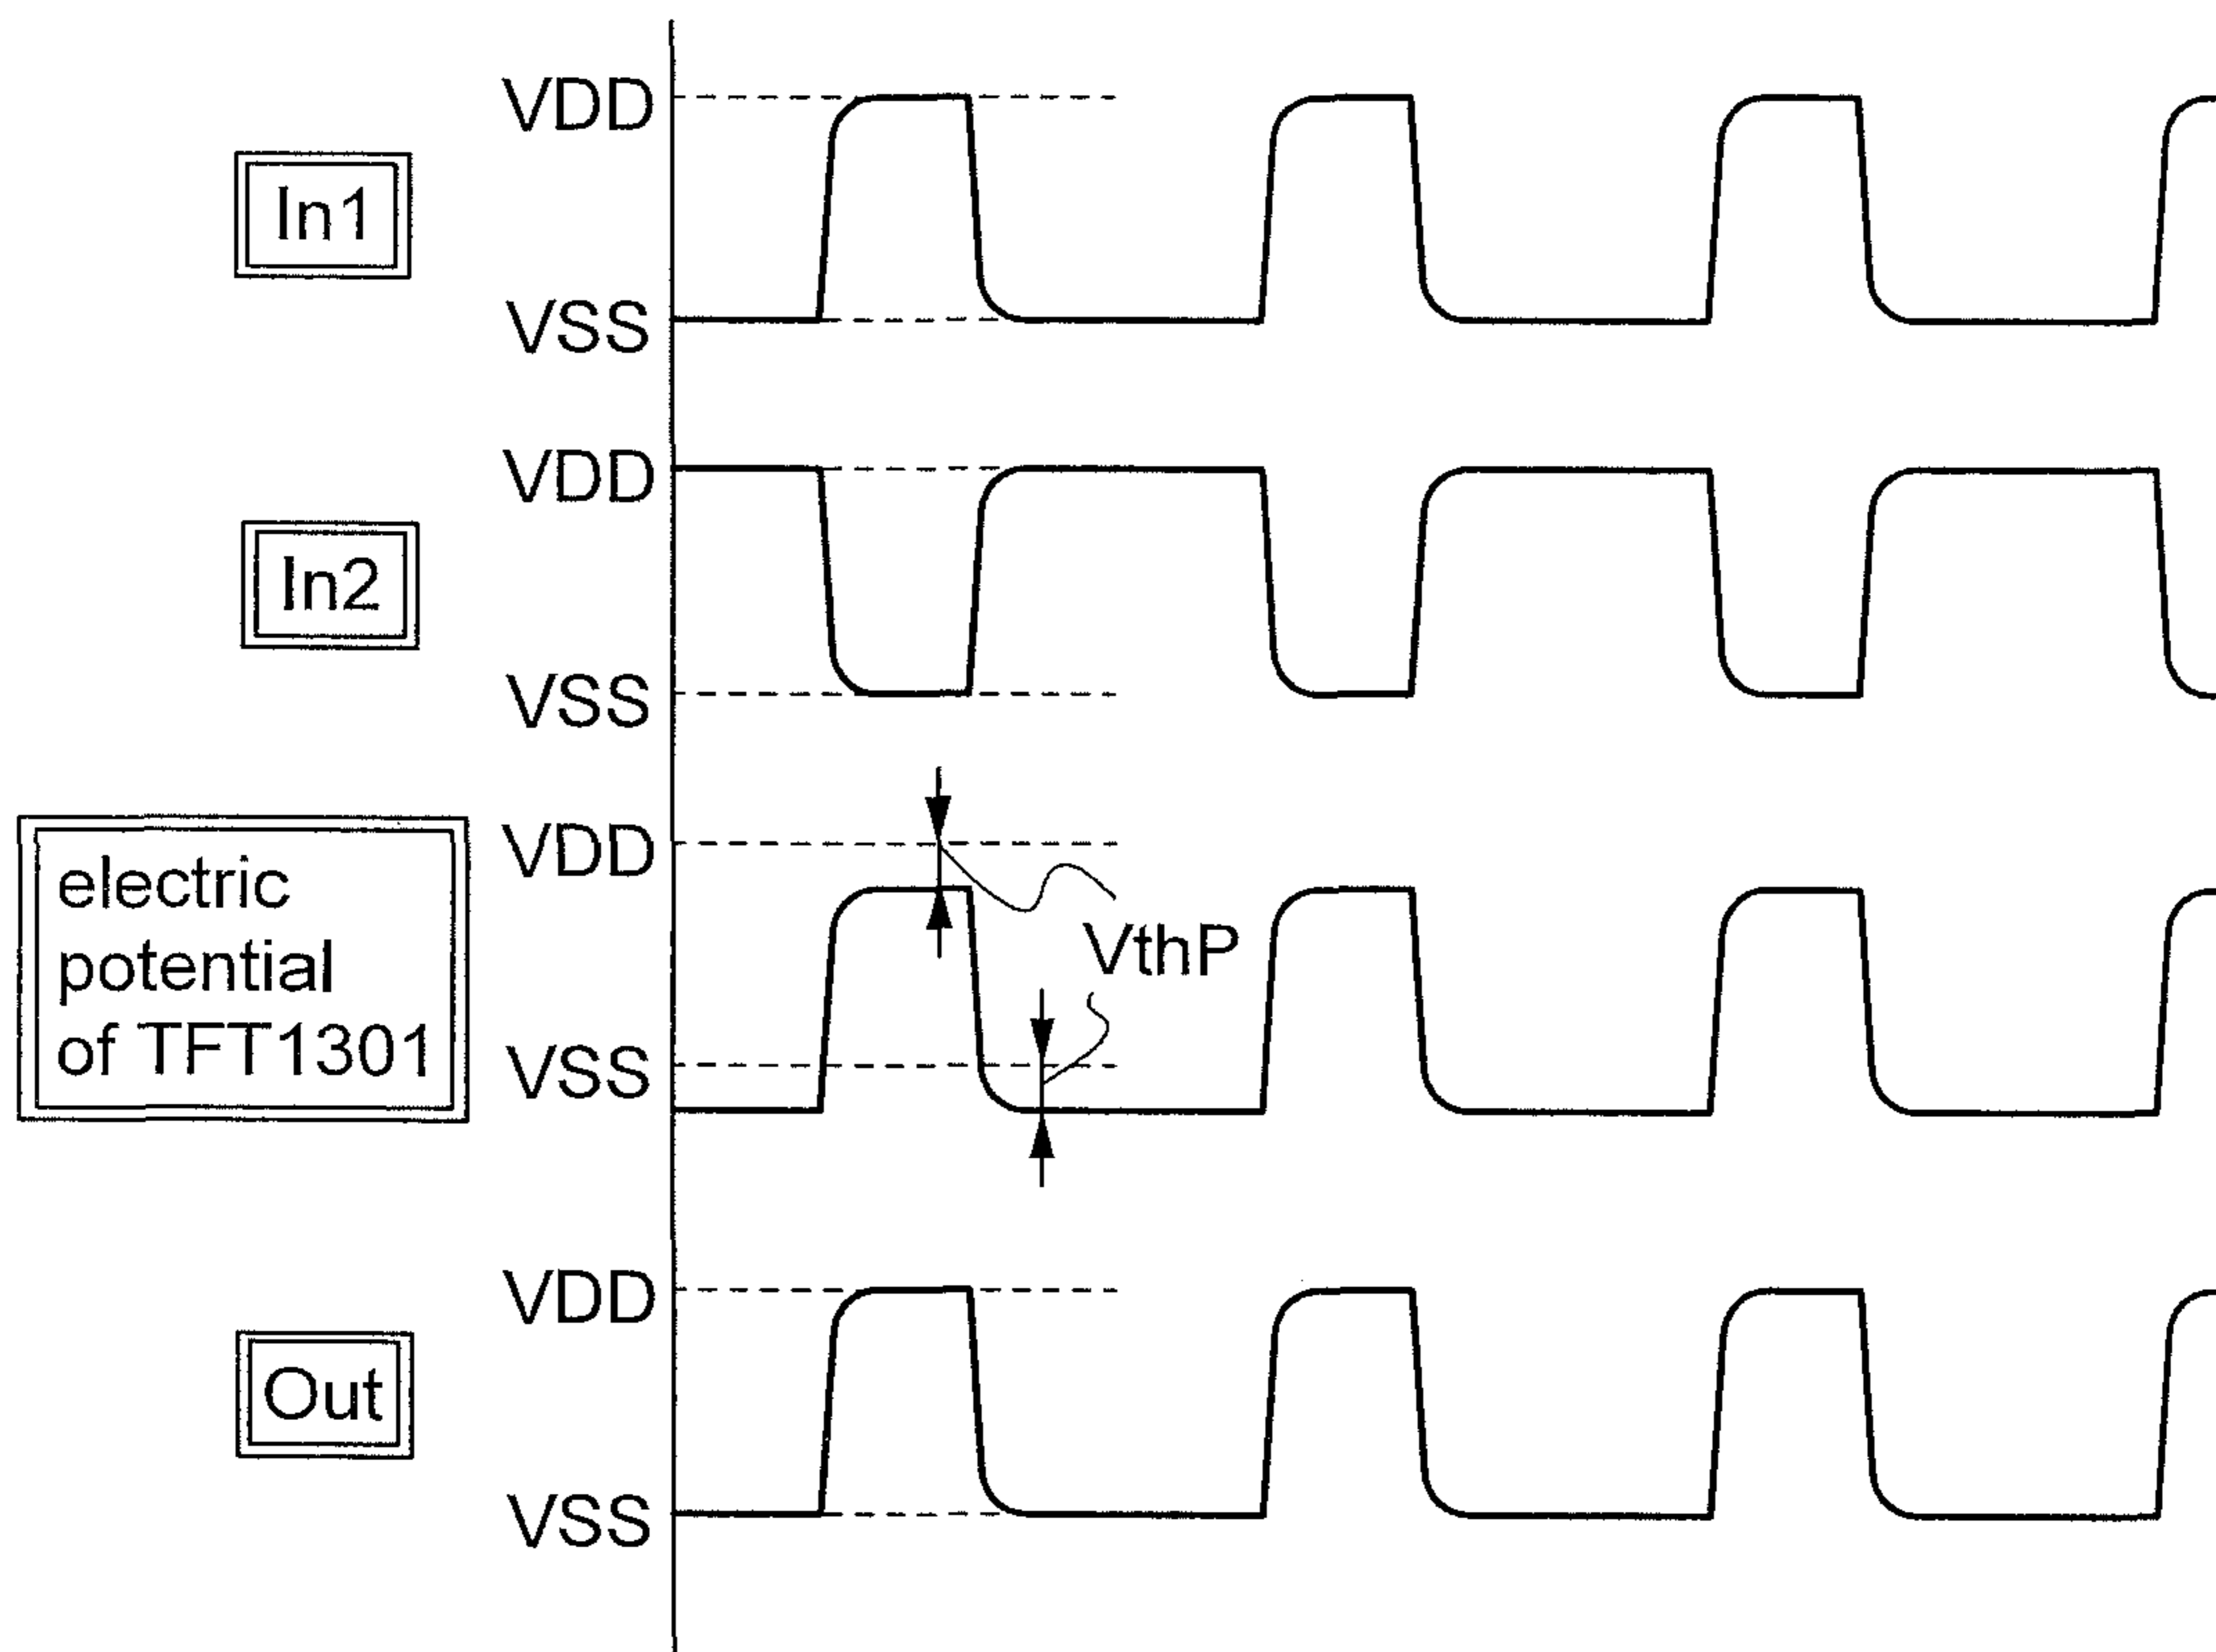 VDD
In1
VSS
VDD
In2
VSS
VDD
electric
potential
of TFT1301
VthP
VSS
VDD
Out
VSS